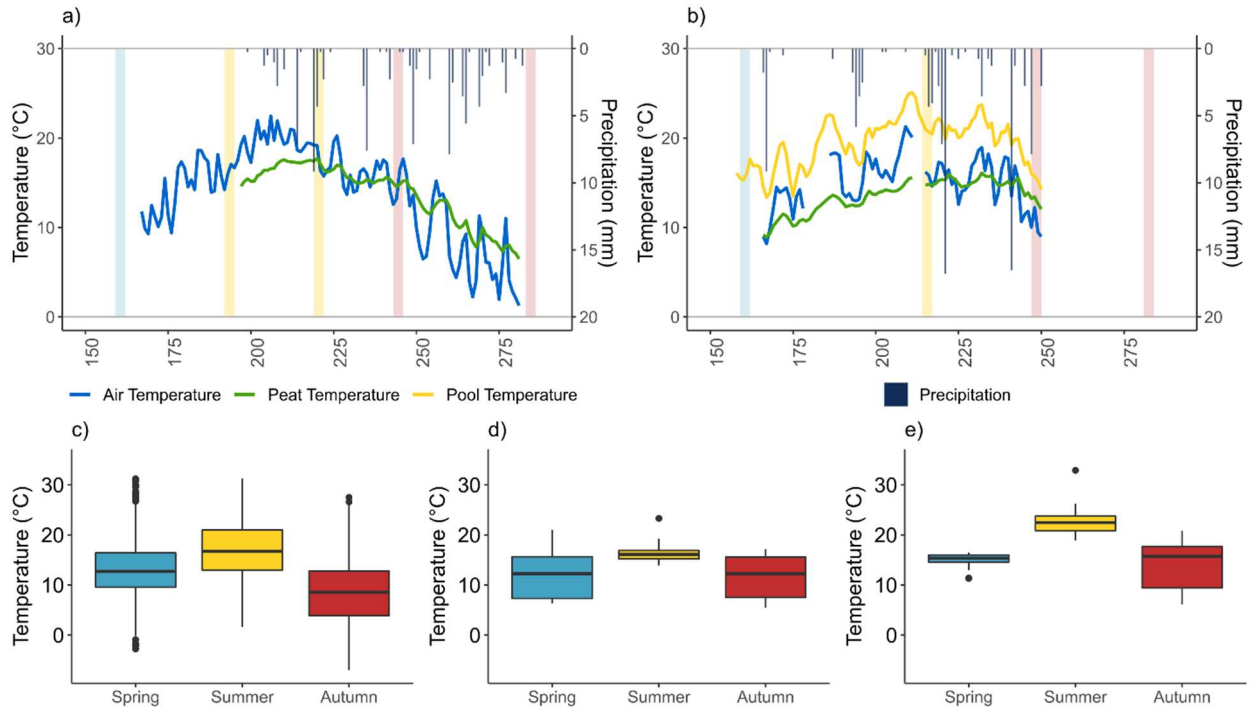 a)
b)
30
20
10
0
Temperature (°C)
0
5
10
15
20
Precipitation (mm)
150
175
200
225
250
275
30
20
10
0
Temperature (°C)
0
5
10
15
20
Precipitation (mm)
150
175
200
225
250
275
Air Temperature Peat Temperature Pool Temperature
Precipitation
c)
d)
e)
30
20
10
0
Temperature (°C)
Spring Summer Autumn
30
20
10
0
Temperature (°C)
Spring Summer Autumn
30
20
10
0
Temperature (°C)
Spring Summer Autumn